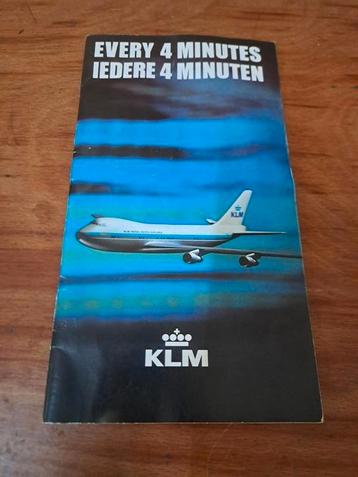 EVERY 4 MINUTES
IEDERE 4 MINUTEN
KLM
KLM